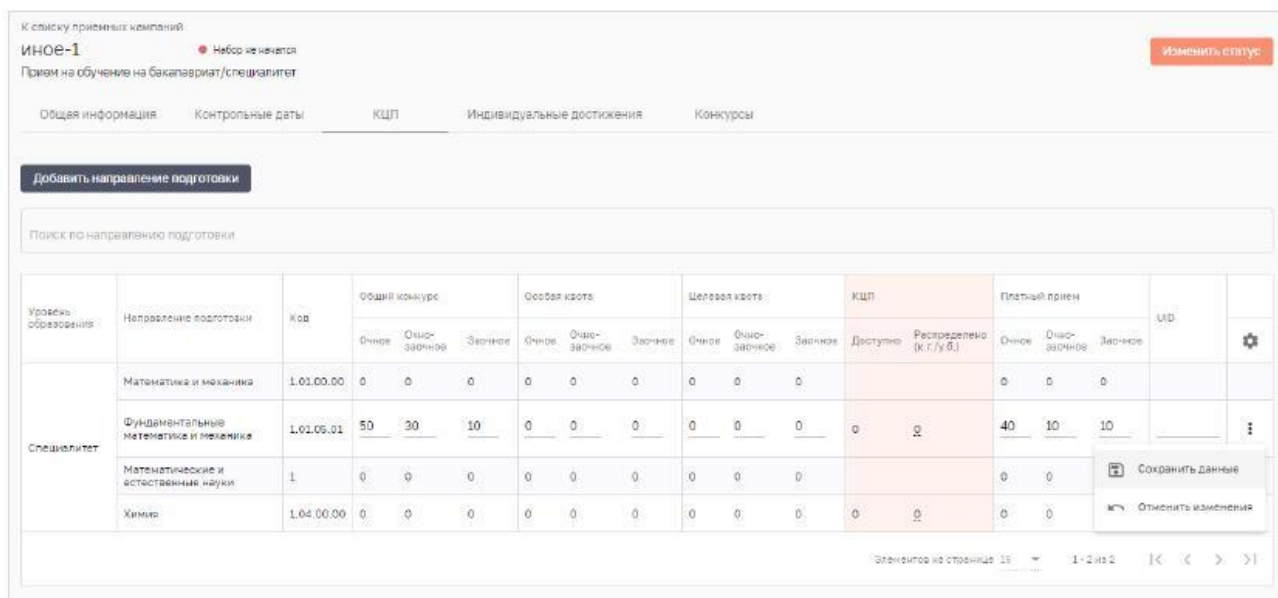 К списку приемных кампаний
иное-1
Набор не начался
Изменить статус
Прием на обучение на бакалавриат/специалитет
Общая информация Контрольные даты КЦП Индивидуальные достижения Конкурсы
Добавить направление подготовки
Поиск по направлению подготовки
Уровень образования Направление подготовки Код Общий конкурс Особая квота Целевая квота КЦП Платный прием UID
Очное Очно-заочное Заочное Очное Очно-заочное Заочное Очное Очно-заочное Заочное Доступно Распределено (к.г./у.б.) Очное Очно-заочное Заочное
Специалитет
Математика и механика 1.01.00.00 0 0 0 0 0 0 0 0 0 0 0 0
Фундаментальные математика и механика 1.01.05.01 50 30 10 0 0 0 0 0 0 0 0 40 10 10
Математические и естественные науки 1 0 0 0 0 0 0 0 0 0 0 0
Химия 1.04.00.00 0 0 0 0 0 0 0 0 0 0 0 0 0
Сохранить данные
Отменить изменения
Элементов на странице 15 1 - 2 из 2